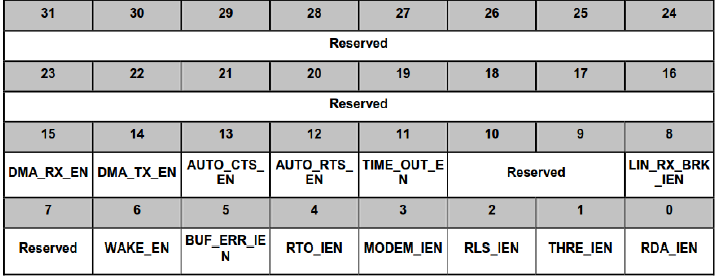 31 30 29 28 27 26 25 24
Reserved
23 22 21 20 19 18 17 16
Reserved
15 14 13 12 11 10 9 8
DMA_RX_EN DMA_TX_EN AUTO_CTS_EN AUTO_RTS_EN TIME_OUT_EN Reserved LIN_RX_BRK_IEN
7 6 5 4 3 2 1 0
Reserved WAKE_EN BUF_ERR_IEN RTO_IEN MODEM_IEN RLS_IEN THRE_IEN RDA_IEN